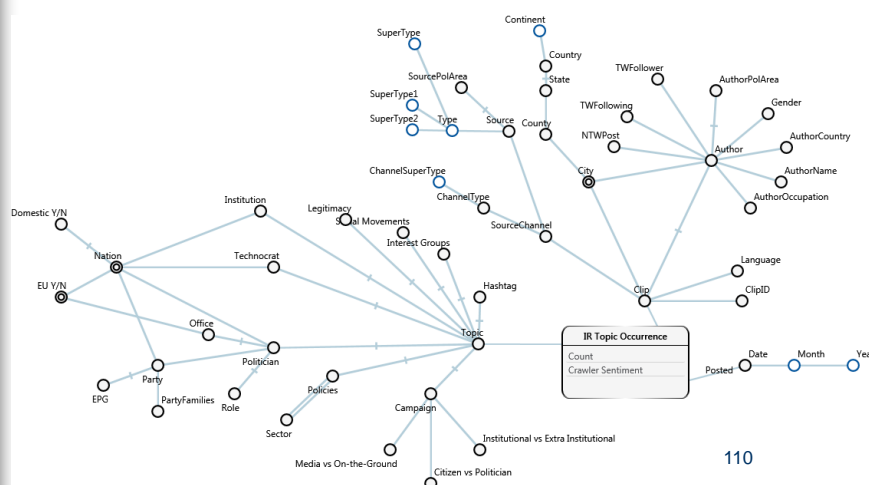 Continent
SuperType
Country
SourcePolArea
TWFollower
AuthorPolArea
State
SuperType1
TWFollowing
Gender
SuperType2
Type
Source
County
NTWPost
Author
AuthorCountry
ChannelSuperType
City
AuthorName
ChannelType
AuthorOccupation
Institution
Legitimacy
Domestic Y/N
Movements
SourceChannel
Interest Groups
Nation
Technocrat
Language
EU Y/N
Hashtag
Clip
ClipID
Office
Topic
IR Topic Occurrence
Politician
Count
Date
Month
Party
Crawler Sentiment
Posted
EPG
PartyFamilies
Role
Policies
Campaign
Sector
Institutional vs Extra Institutional
Media vs On-the-Ground
Citizen vs Politician
110